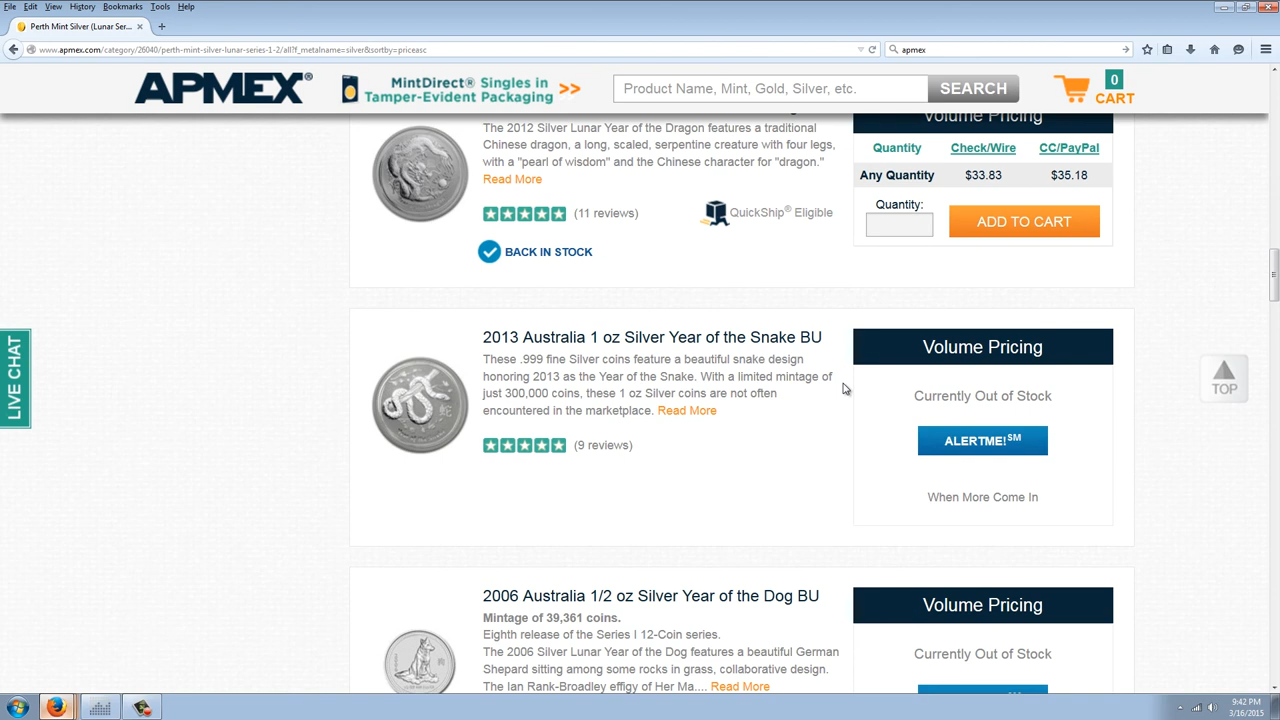 File Edit View History Bookmarks Tools Help
Perth Mint Silver (Lunar Ser...
www.apmex.com/category/26040/perth-mint-silver-lunar-series-1-2/all?f_metalname=silver&sortby=priceasc
apmex
APMEX®
MintDirect® Singles in
Tamper-Evident Packaging
>>
Product Name, Mint, Gold, Silver, etc.
SEARCH
0
CART
The 2012 Silver Lunar Year of the Dragon features a traditional
Chinese dragon, a long, scaled, serpentine creature with four legs,
with a "pearl of wisdom" and the Chinese character for "dragon."
Read More
(11 reviews)
QuickShip® Eligible
BACK IN STOCK
Volume Pricing
Quantity Check/Wire CC/PayPal
Any Quantity $33.83 $35.18
Quantity:
ADD TO CART
2013 Australia 1 oz Silver Year of the Snake BU
These .999 fine Silver coins feature a beautiful snake design
honoring 2013 as the Year of the Snake. With a limited mintage of
just 300,000 coins, these 1 oz Silver coins are not often
encountered in the marketplace. Read More
(9 reviews)
Volume Pricing
Currently Out of Stock
ALERTME!SM
When More Come In
LIVE CHAT
TOP
2006 Australia 1/2 oz Silver Year of the Dog BU
Mintage of 39,361 coins.
Eighth release of the Series I 12-Coin series.
The 2006 Silver Lunar Year of the Dog features a beautiful German
Shepard sitting among some rocks in grass, collaborative design.
The Ian Rank-Broadley effigy of Her Ma.... Read More
Volume Pricing
Currently Out of Stock
9:42 PM
3/16/2015